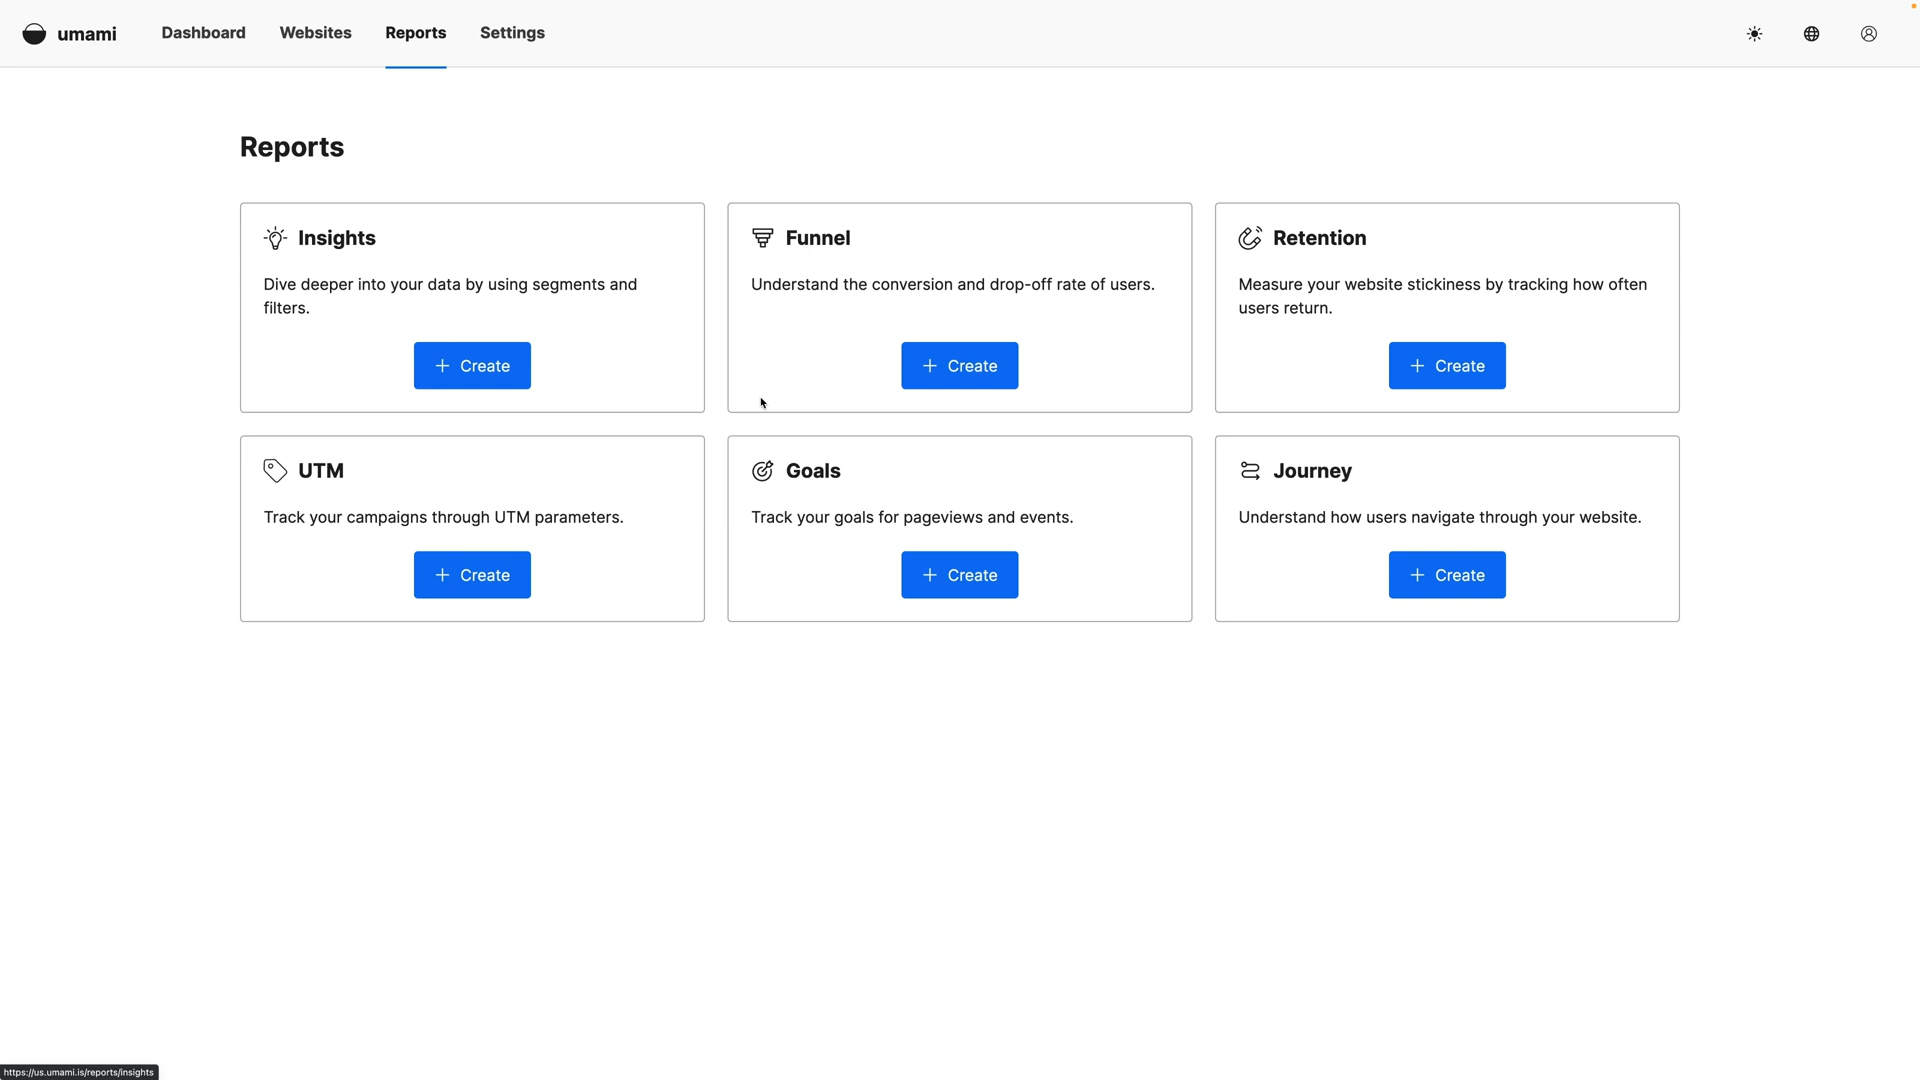 umami Dashboard Websites Reports Settings
Reports
Insights
Dive deeper into your data by using segments and
filters.
Create
Funnel
Understand the conversion and drop-off rate of users.
Create
Retention
Measure your website stickiness by tracking how often
users return.
Create
UTM
Track your campaigns through UTM parameters.
Create
Goals
Track your goals for pageviews and events.
Create
Journey
Understand how users navigate through your website.
Create
https://us.umami.is/reports/insights